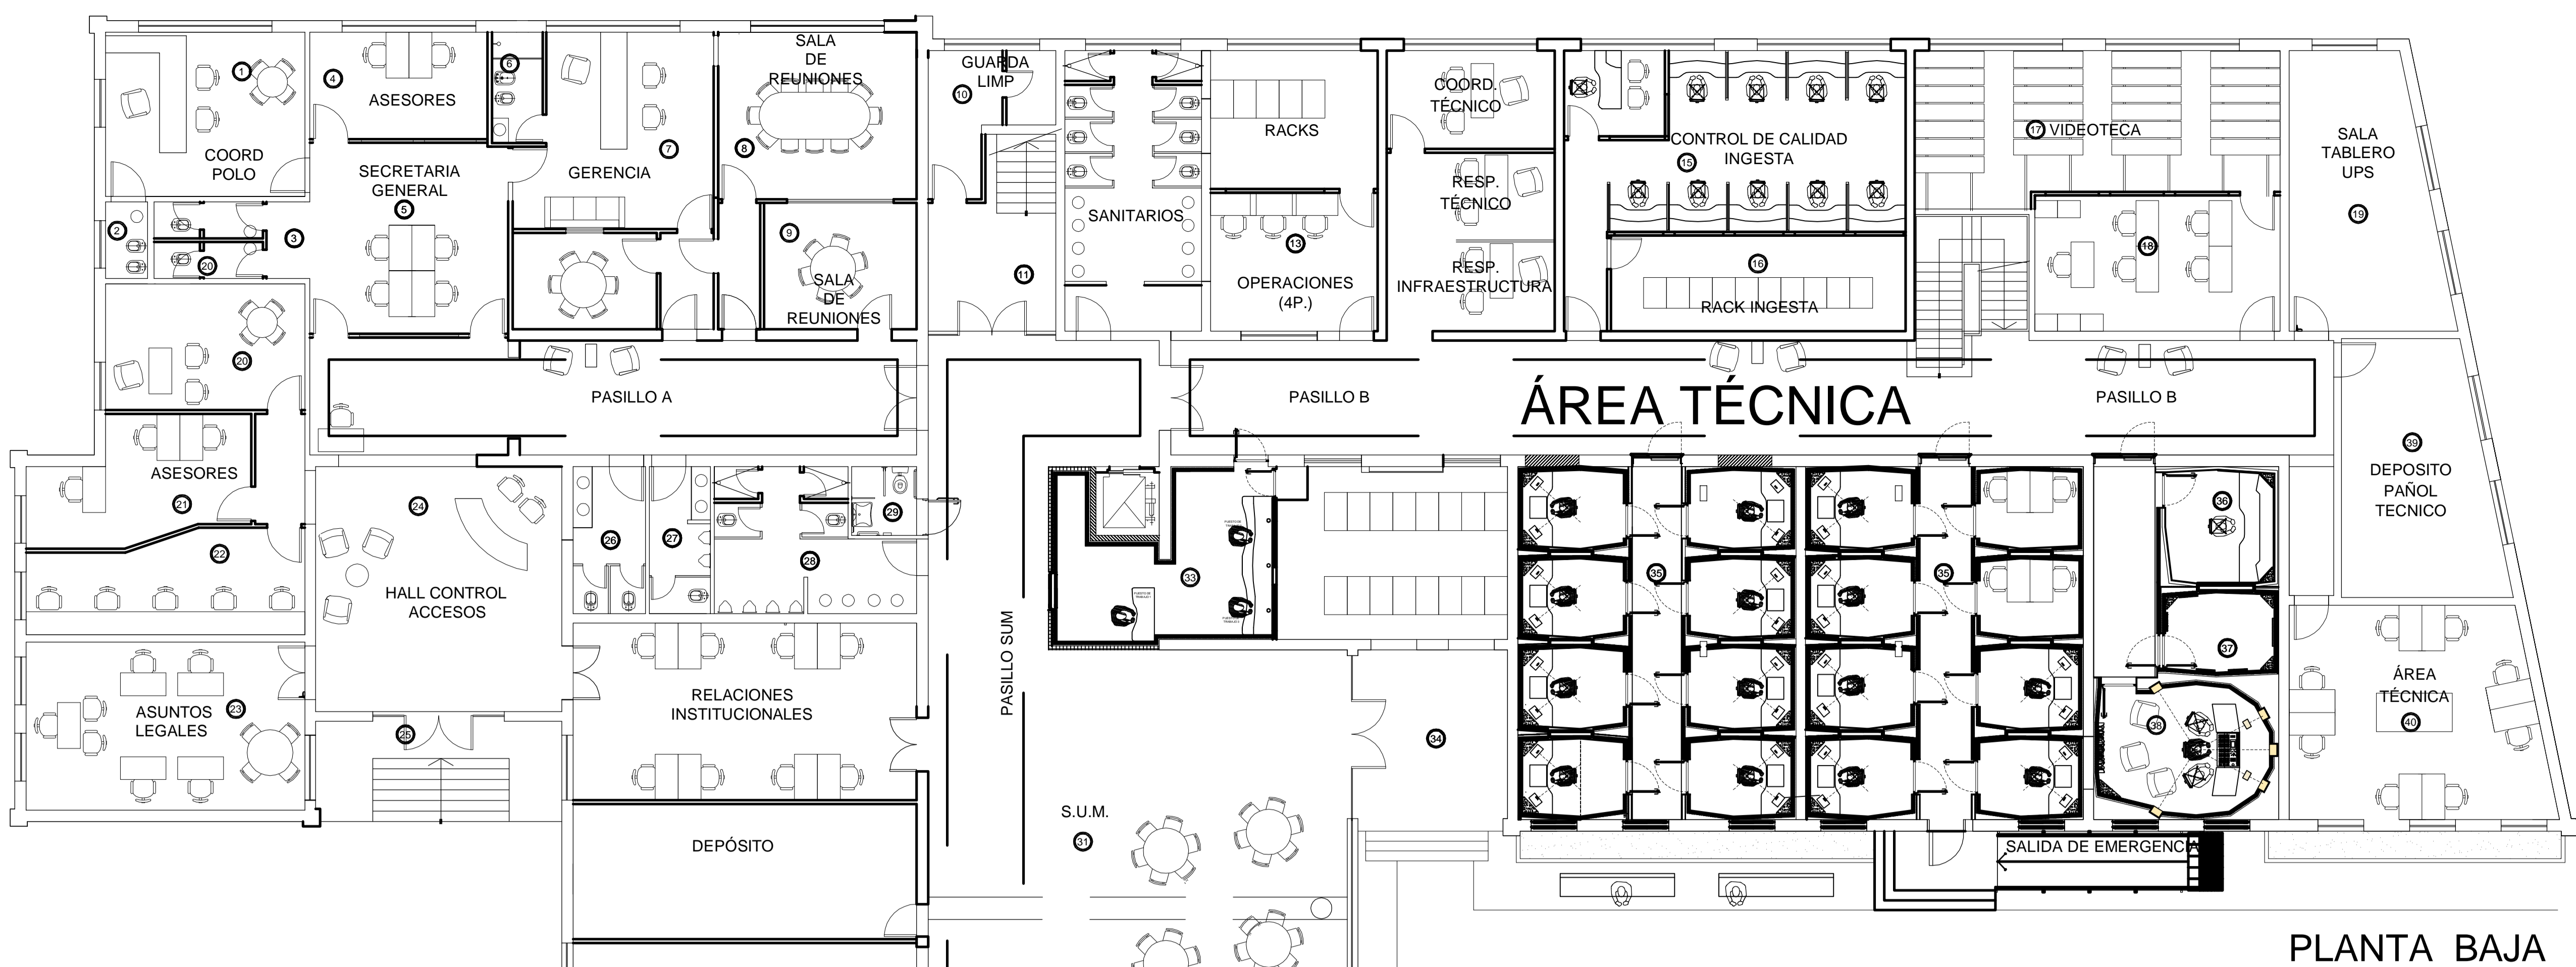 1
COORD
POLO
4
ASESORES
6
7
GERENCIA
SALA
DE
REUNIONES
8
GUARDA
LIMP
10
RACKS
COORD.
TÉCNICO
CONTROL DE CALIDAD
INGESTA
15
17 VIDEOTECA
SALA
TABLERO
UPS
19
SECRETARIA
GENERAL
5
2
3
20
9
SALA
DE
REUNIONES
11
SANITARIOS
13
OPERACIONES
(4P.)
RESP.
TÉCNICO
RESP.
INFRAESTRUCTURA
16
RACK INGESTA
18
20
PASILLO A
PASILLO B
ÁREA TÉCNICA
PASILLO B
39
DEPOSITO
PAÑOL
TECNICO
ASESORES
21
22
24
HALL CONTROL
ACCESOS
26
27
28
29
33
35
35
36
37
38
PASILLO SUM
ASUNTOS
LEGALES
23
25
RELACIONES
INSTITUCIONALES
34
ÁREA
TÉCNICA
40
DEPÓSITO
S.U.M.
31
SALIDA DE EMERGENCIA
PLANTA BAJA